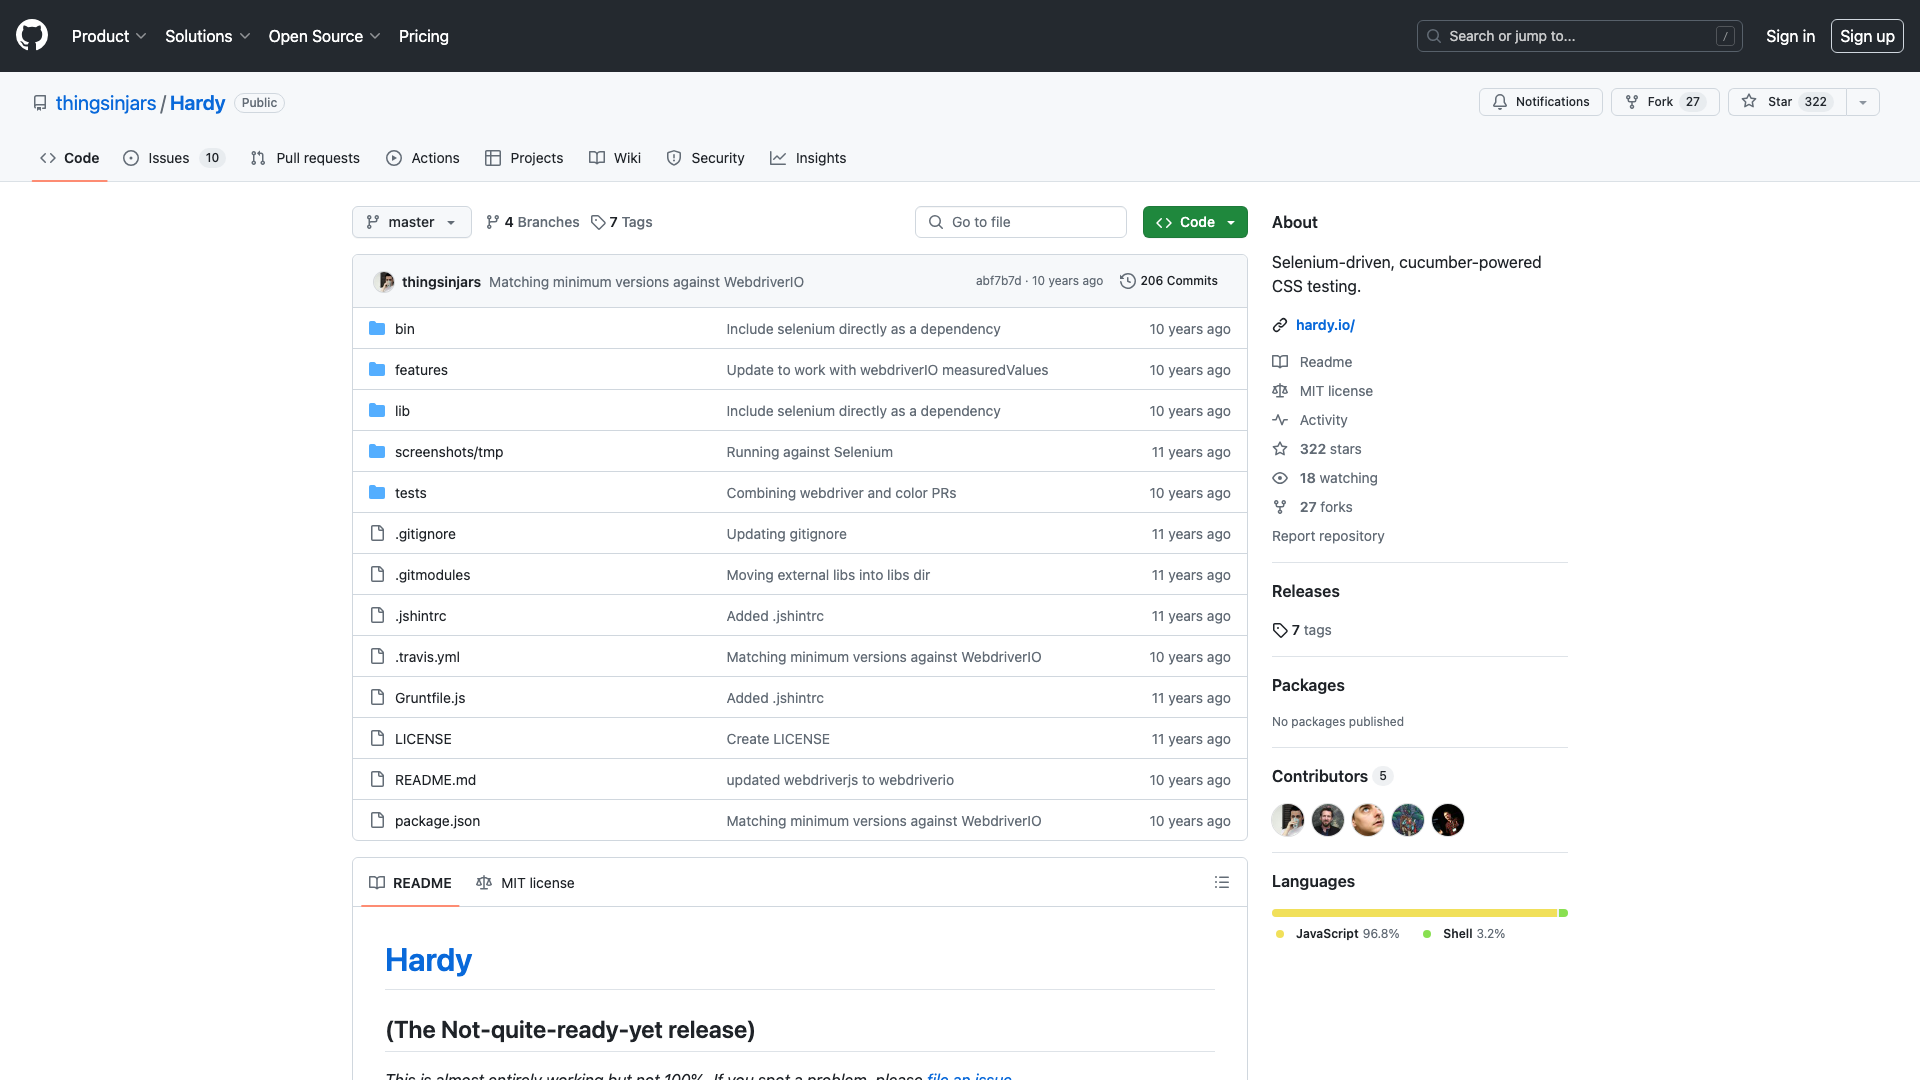 Product Solutions Open Source Pricing Search or jump to... / Sign in Sign up
thingsinjars / Hardy Public Notifications Fork 27 Star 322
Code Issues 10 Pull requests Actions Projects Wiki Security Insights
master 4 Branches 7 Tags Go to file Code
thingsinjars Matching minimum versions against WebdriverIO abf7b7d · 10 years ago 206 Commits
bin Include selenium directly as a dependency 10 years ago
features Update to work with webdriverIO measuredValues 10 years ago
lib Include selenium directly as a dependency 10 years ago
screenshots/tmp Running against Selenium 11 years ago
tests Combining webdriver and color PRs 10 years ago
.gitignore Updating gitignore 11 years ago
.gitmodules Moving external libs into libs dir 11 years ago
.jshintrc Added .jshintrc 11 years ago
.travis.yml Matching minimum versions against WebdriverIO 10 years ago
Gruntfile.js Added .jshintrc 11 years ago
LICENSE Create LICENSE 11 years ago
README.md updated webdriverjs to webdriverio 10 years ago
package.json Matching minimum versions against WebdriverIO 10 years ago
README MIT license
Hardy
(The Not-quite-ready-yet release)
This is almost entirely working but not 100%. If you spot a problem, please file an issue
About
Selenium-driven, cucumber-powered
CSS testing.
hardy.io/
Readme
MIT license
Activity
322 stars
18 watching
27 forks
Report repository
Releases
7 tags
Packages
No packages published
Contributors 5
Languages
JavaScript 96.8% Shell 3.2%